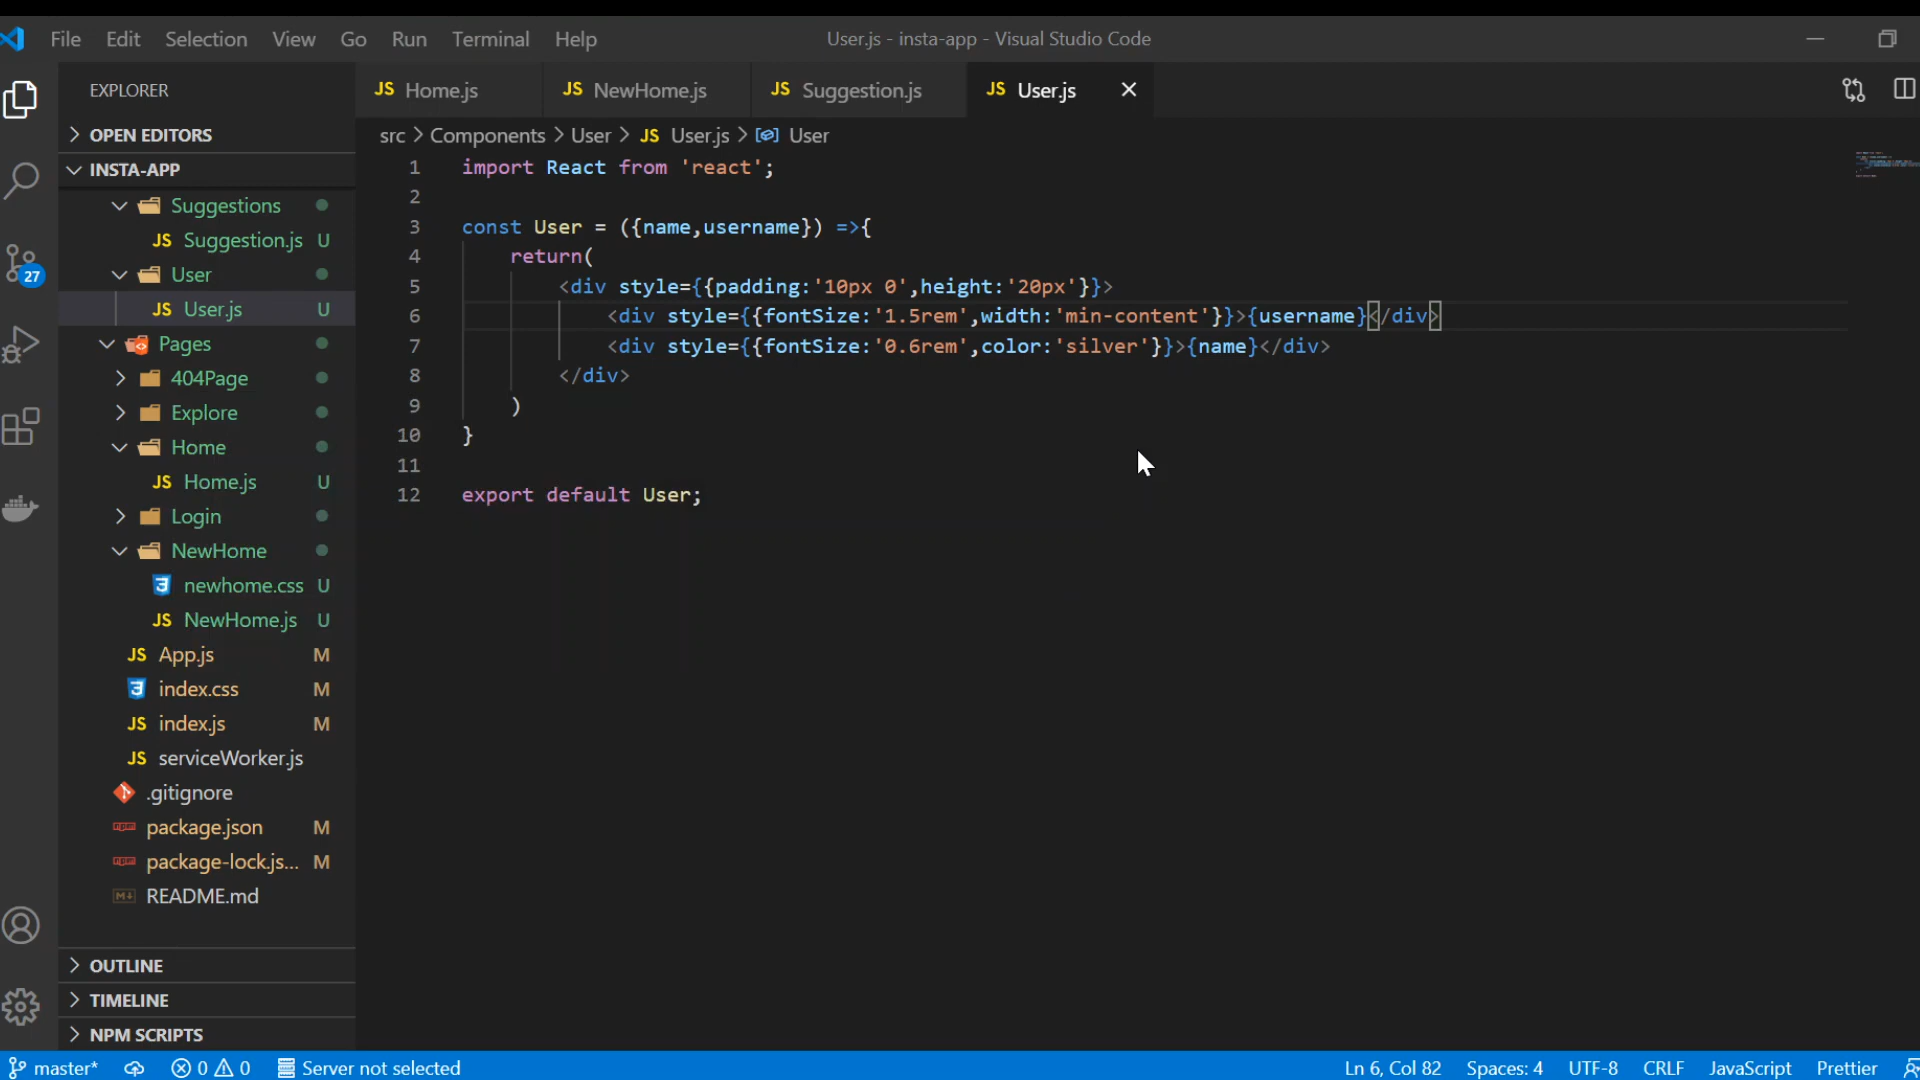 File Edit Selection View Go Run Terminal Help
User.js - insta-app - Visual Studio Code
EXPLORER
OPEN EDITORS
INSTA-APP
Suggestions
JS Suggestion.js U
User
JS User.js U
Pages
404Page
Explore
Home
JS Home.js U
Login
NewHome
newhome.css U
JS NewHome.js U
JS App.js M
index.css M
JS index.js M
JS serviceWorker.js
.gitignore
package.json M
package-lock.js... M
README.md
OUTLINE
TIMELINE
NPM SCRIPTS
27
JS Home.js JS NewHome.js JS Suggestion.js JS User.js
src > Components > User > JS User.js > User
1 import React from 'react';
2
3 const User = ({name,username}) =>{
4 return(
5 <div style={{padding:'10px 0',height:'20px'}}>
6 <div style={{fontSize:'1.5rem',width:'min-content'}}>{username}</div>
7 <div style={{fontSize:'0.6rem',color:'silver'}}>{name}</div>
8 </div>
9 )
10 }
11
12 export default User;
master* 0 0 Server not selected Ln 6, Col 82 Spaces: 4 UTF-8 CRLF JavaScript Prettier